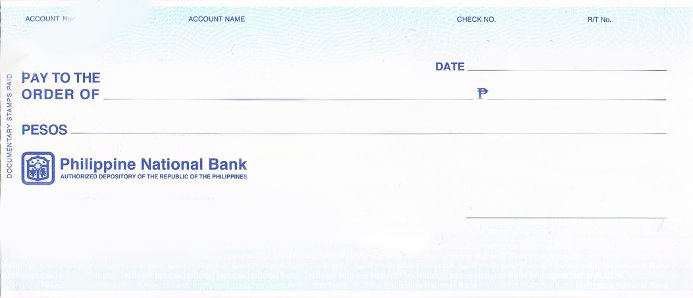 ACCOUNT No. ACCOUNT NAME CHECK NO. R/T No.
DATE
PAY TO THE
ORDER OF ₱
PESOS
DOCUMENTARY STAMPS PAID
Philippine National Bank
AUTHORIZED DEPOSITORY OF THE REPUBLIC OF THE PHILIPPINES